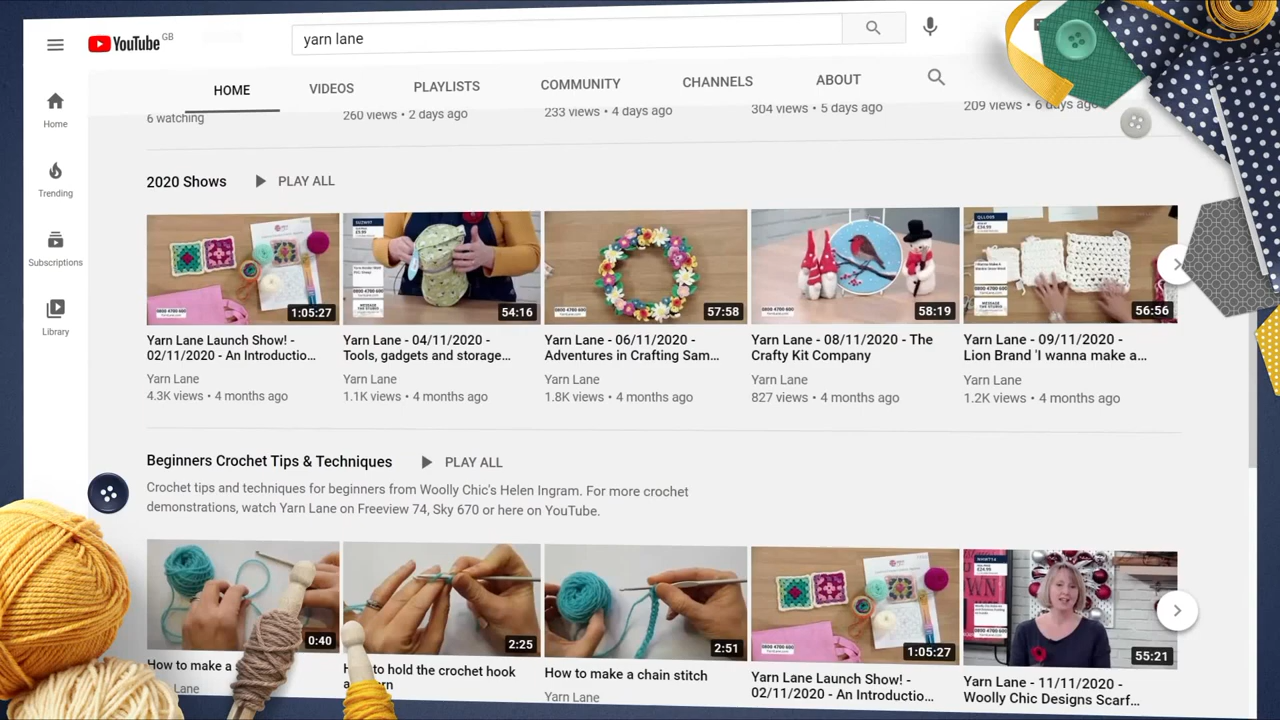 YouTube GB
yarn lane
HOME VIDEOS PLAYLISTS COMMUNITY CHANNELS ABOUT
Home
Trending
Subscriptions
Library
6 watching
260 views • 2 days ago
233 views • 4 days ago
304 views • 5 days ago
209 views • 6 days ago
2020 Shows PLAY ALL
1:05:27
54:16
57:58
58:19
56:56
Yarn Lane Launch Show! -
02/11/2020 - An Introductio...
Yarn Lane
4.3K views • 4 months ago
Yarn Lane - 04/11/2020 -
Tools, gadgets and storage...
Yarn Lane
1.1K views • 4 months ago
Yarn Lane - 06/11/2020 -
Adventures in Crafting Sam...
Yarn Lane
1.8K views • 4 months ago
Yarn Lane - 08/11/2020 - The
Crafty Kit Company
Yarn Lane
827 views • 4 months ago
Yarn Lane - 09/11/2020 -
Lion Brand 'I wanna make a...
Yarn Lane
1.2K views • 4 months ago
Beginners Crochet Tips & Techniques PLAY ALL
Crochet tips and techniques for beginners from Woolly Chic's Helen Ingram. For more crochet
demonstrations, watch Yarn Lane on Freeview 74, Sky 670 or here on YouTube.
0:40
2:25
2:51
1:05:27
55:21
How to make a
Lane
to hold the crochet hook
How to make a chain stitch
Yarn Lane
Yarn Lane Launch Show! -
02/11/2020 - An Introductio...
Yarn Lane - 11/11/2020 -
Woolly Chic Designs Scarf...